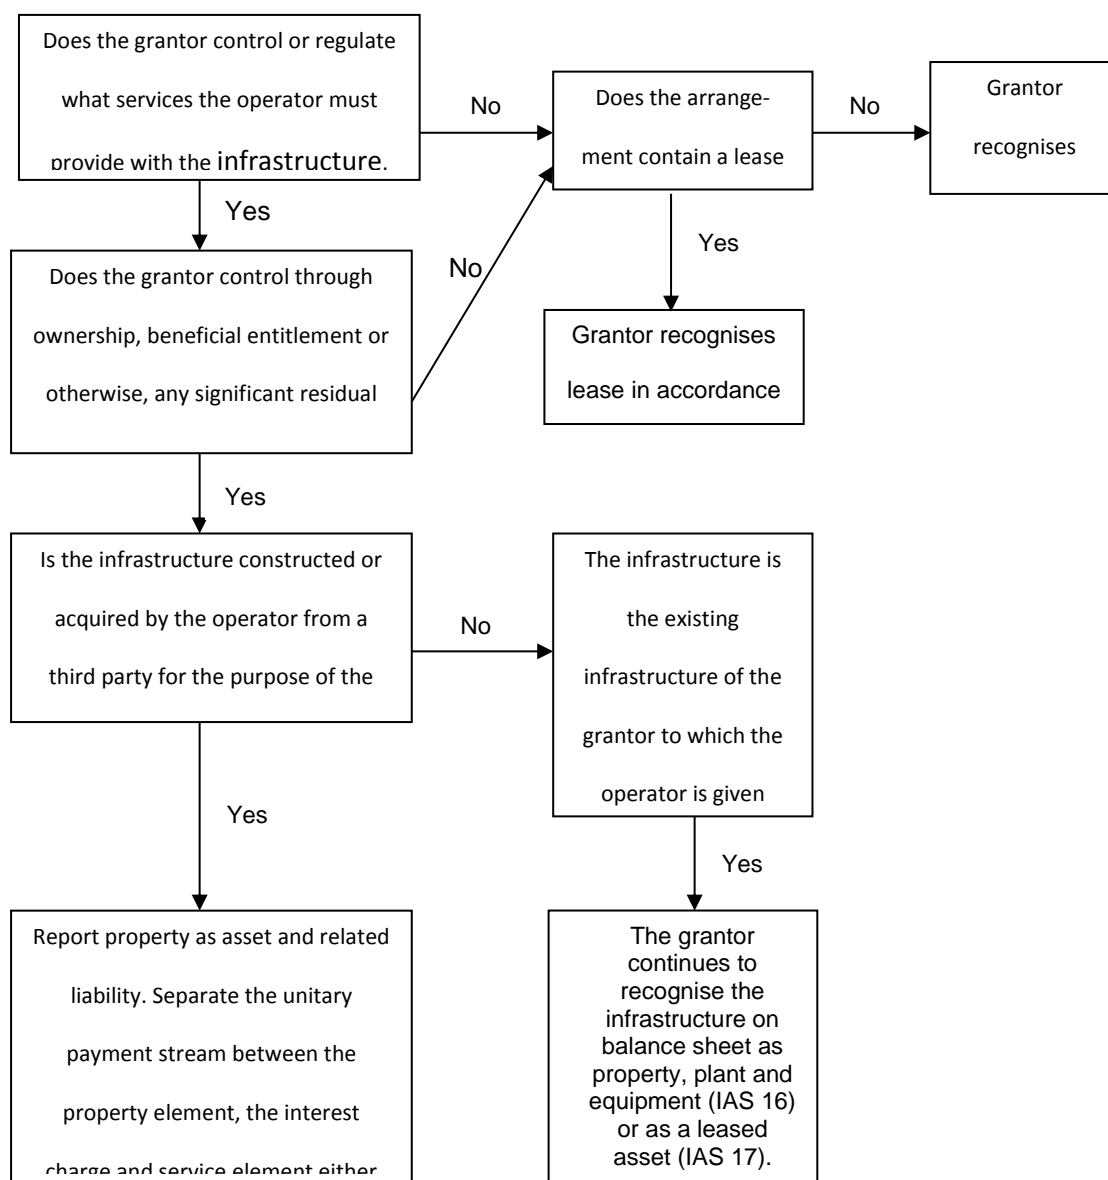 Does the grantor control or regulate
what services the operator must
provide with the infrastructure.
No
Does the arrange-
ment contain a lease
No
Grantor
recognises
Yes
Does the grantor control through
ownership, beneficial entitlement or
otherwise, any significant residual
No
Yes
Grantor recognises
lease in accordance
Yes
Is the infrastructure constructed or
acquired by the operator from a
third party for the purpose of the
No
The infrastructure is
the existing
infrastructure of the
grantor to which the
operator is given
Yes
Yes
Report property as asset and related
liability. Separate the unitary
payment stream between the
property element, the interest
charge and service element either
The grantor
continues to
recognise the
infrastructure on
balance sheet as
property, plant and
equipment (IAS 16)
or as a leased
asset (IAS 17).